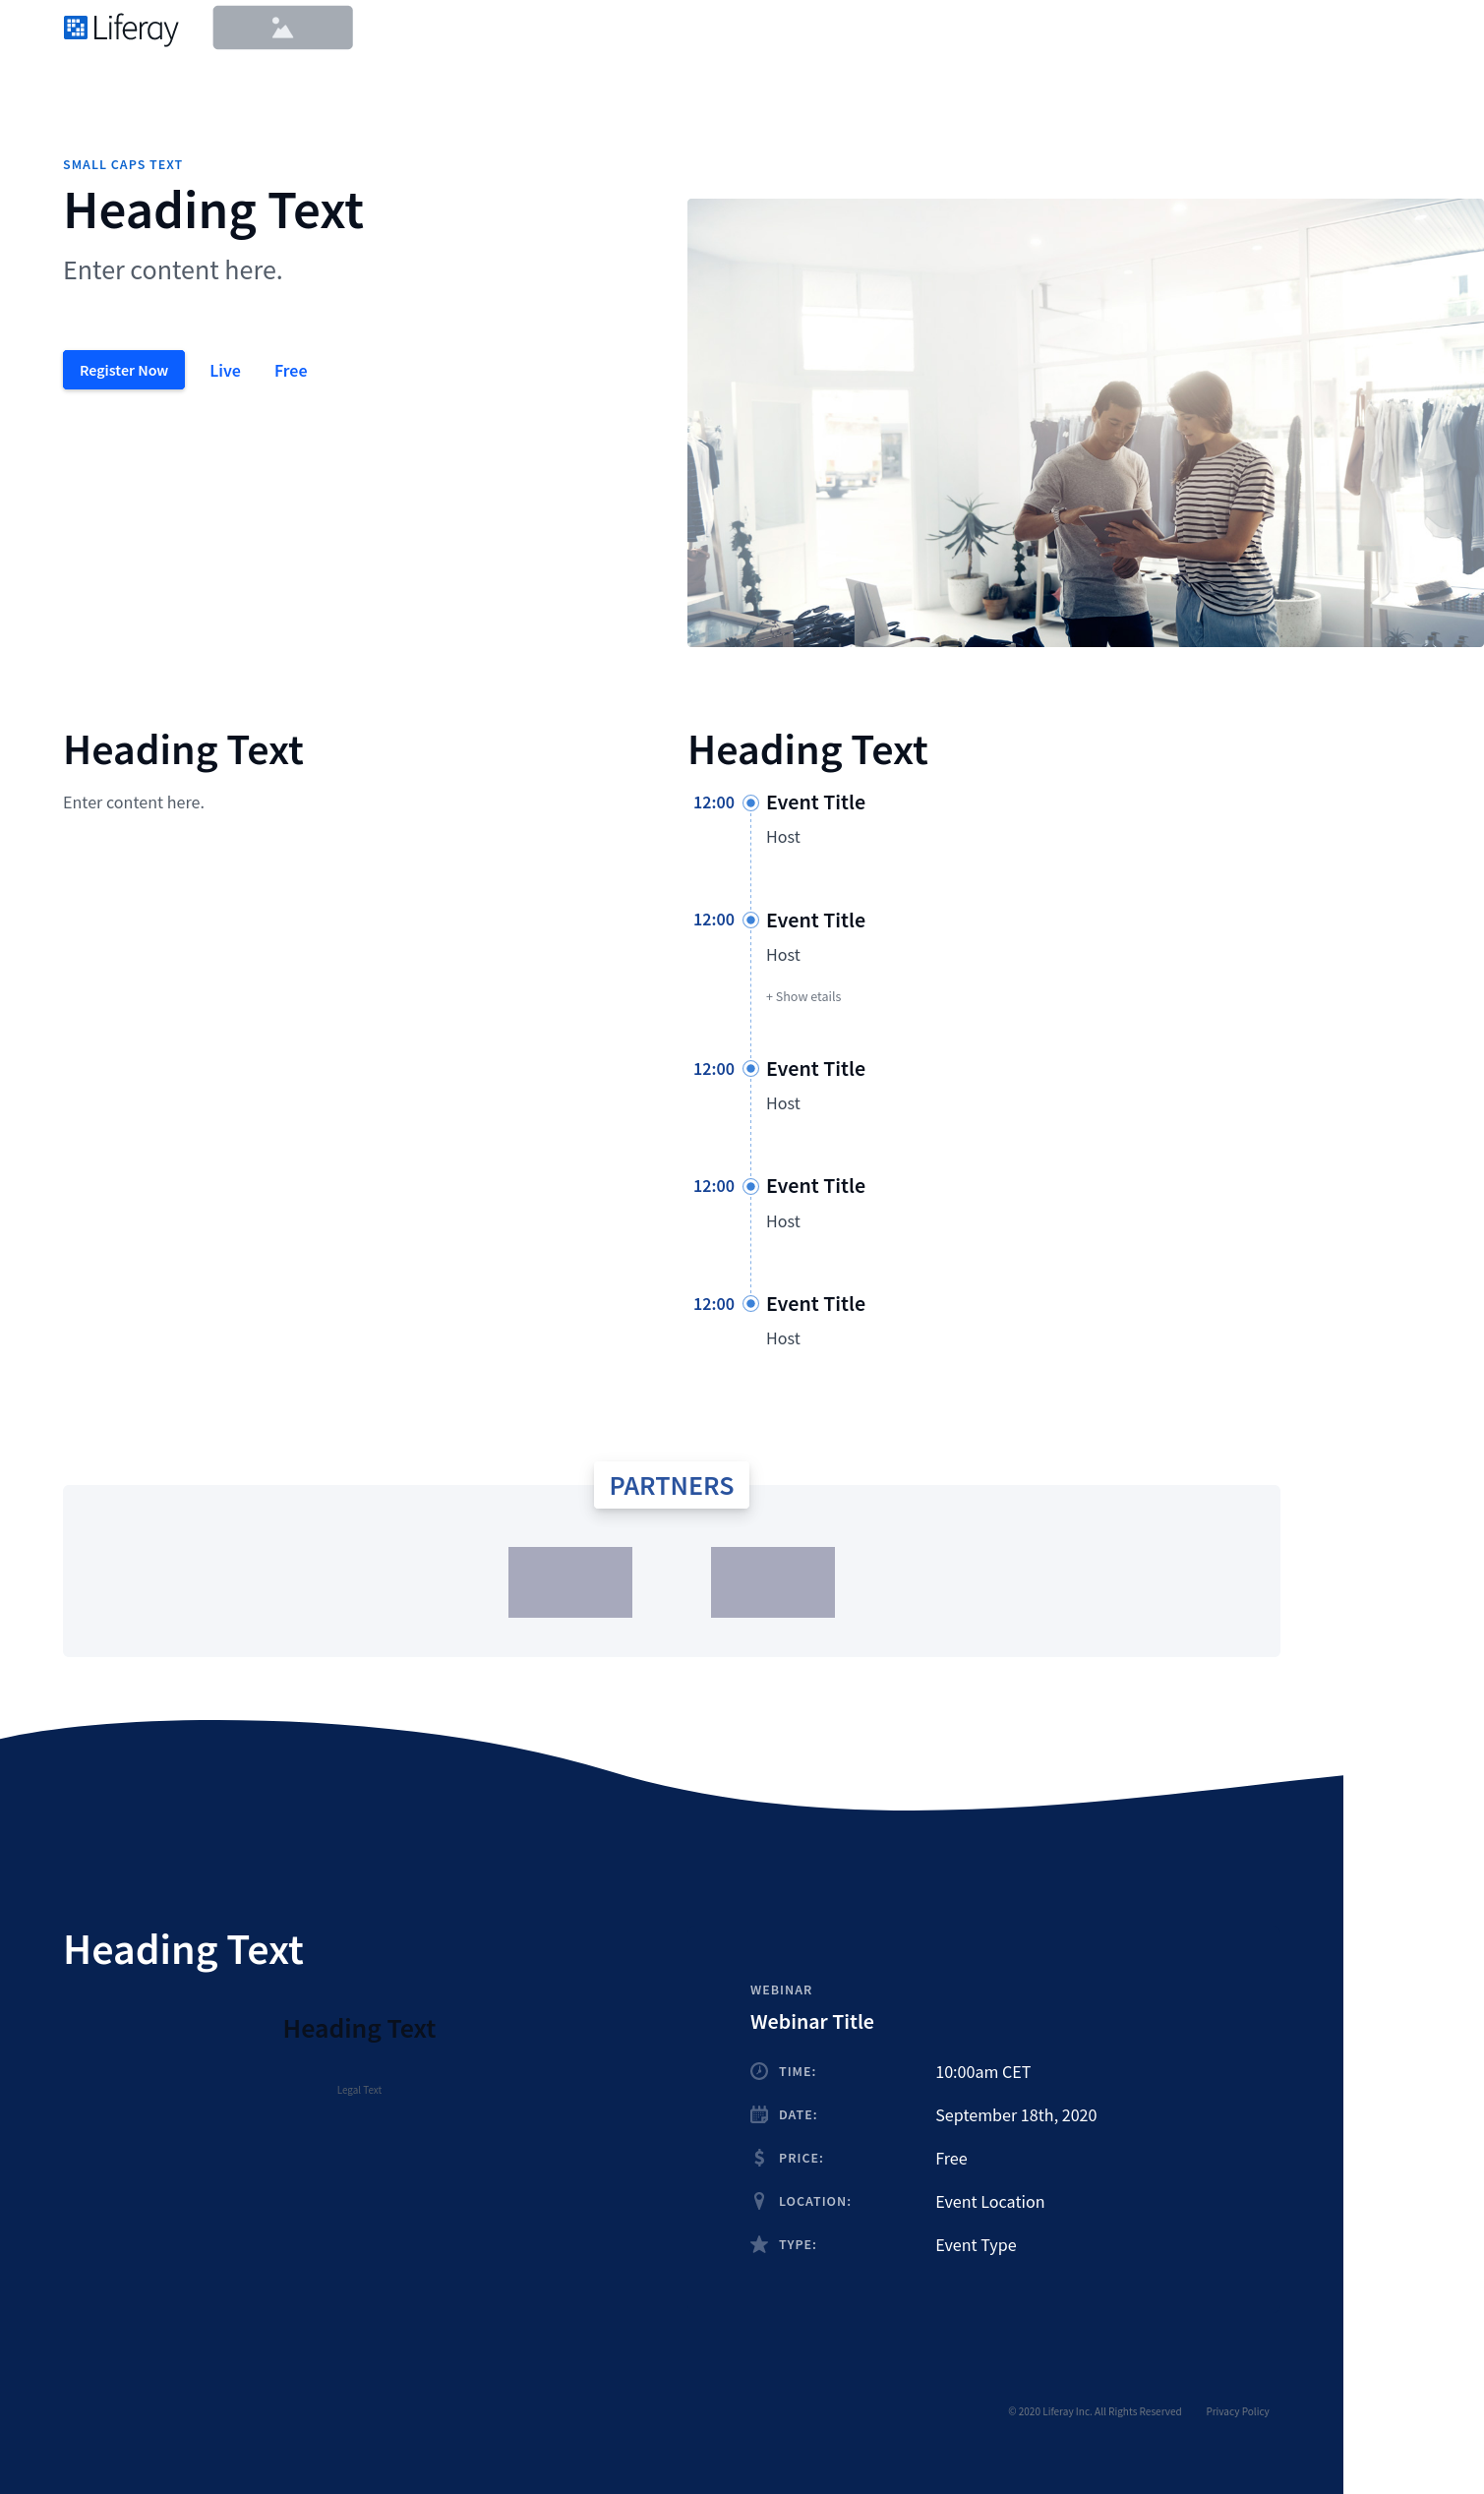 Liferay
SMALL CAPS TEXT
Heading Text
Enter content here.
Register Now Live Free
Heading Text
Enter content here.
Heading Text
12:00 Event Title
Host
12:00 Event Title
Host
+ Show etails
12:00 Event Title
Host
12:00 Event Title
Host
12:00 Event Title
Host
PARTNERS
Heading Text
Heading Text
Legal Text
WEBINAR
Webinar Title
TIME: 10:00am CET
DATE: September 18th, 2020
PRICE: Free
LOCATION: Event Location
TYPE: Event Type
© 2020 Liferay Inc. All Rights Reserved Privacy Policy